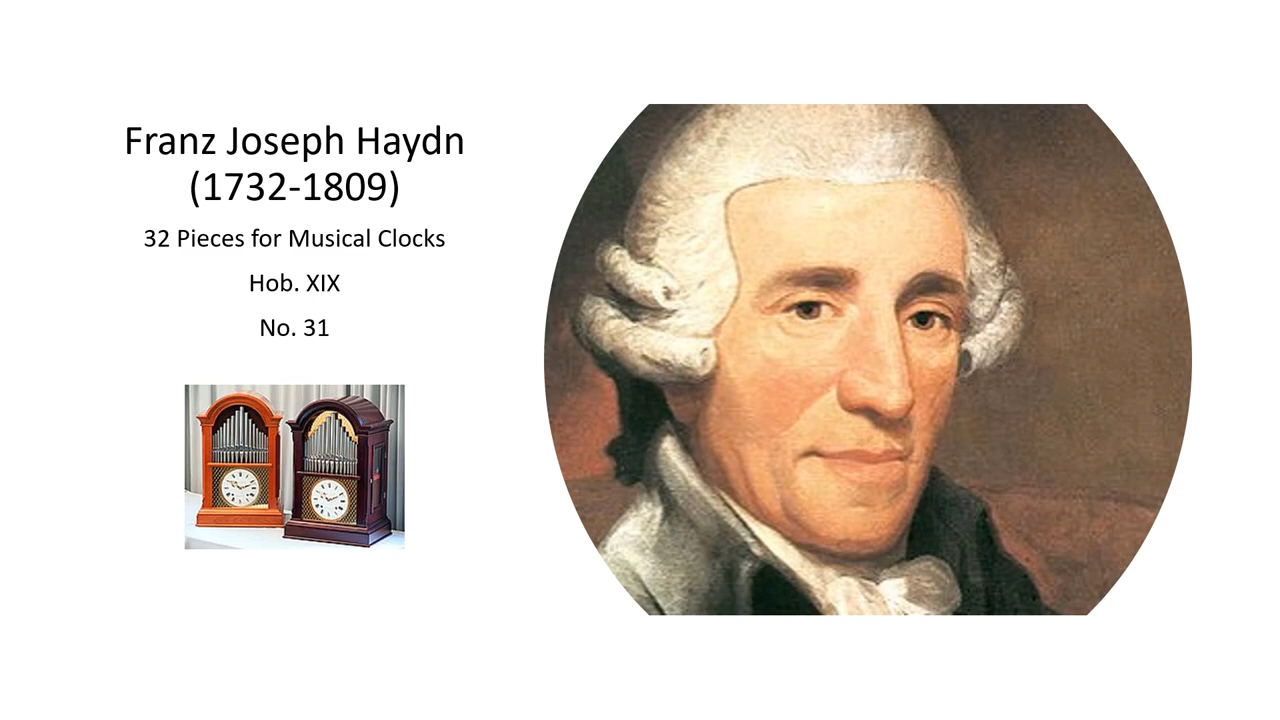 Franz Joseph Haydn
(1732-1809)
32 Pieces for Musical Clocks
Hob. XIX
No. 31